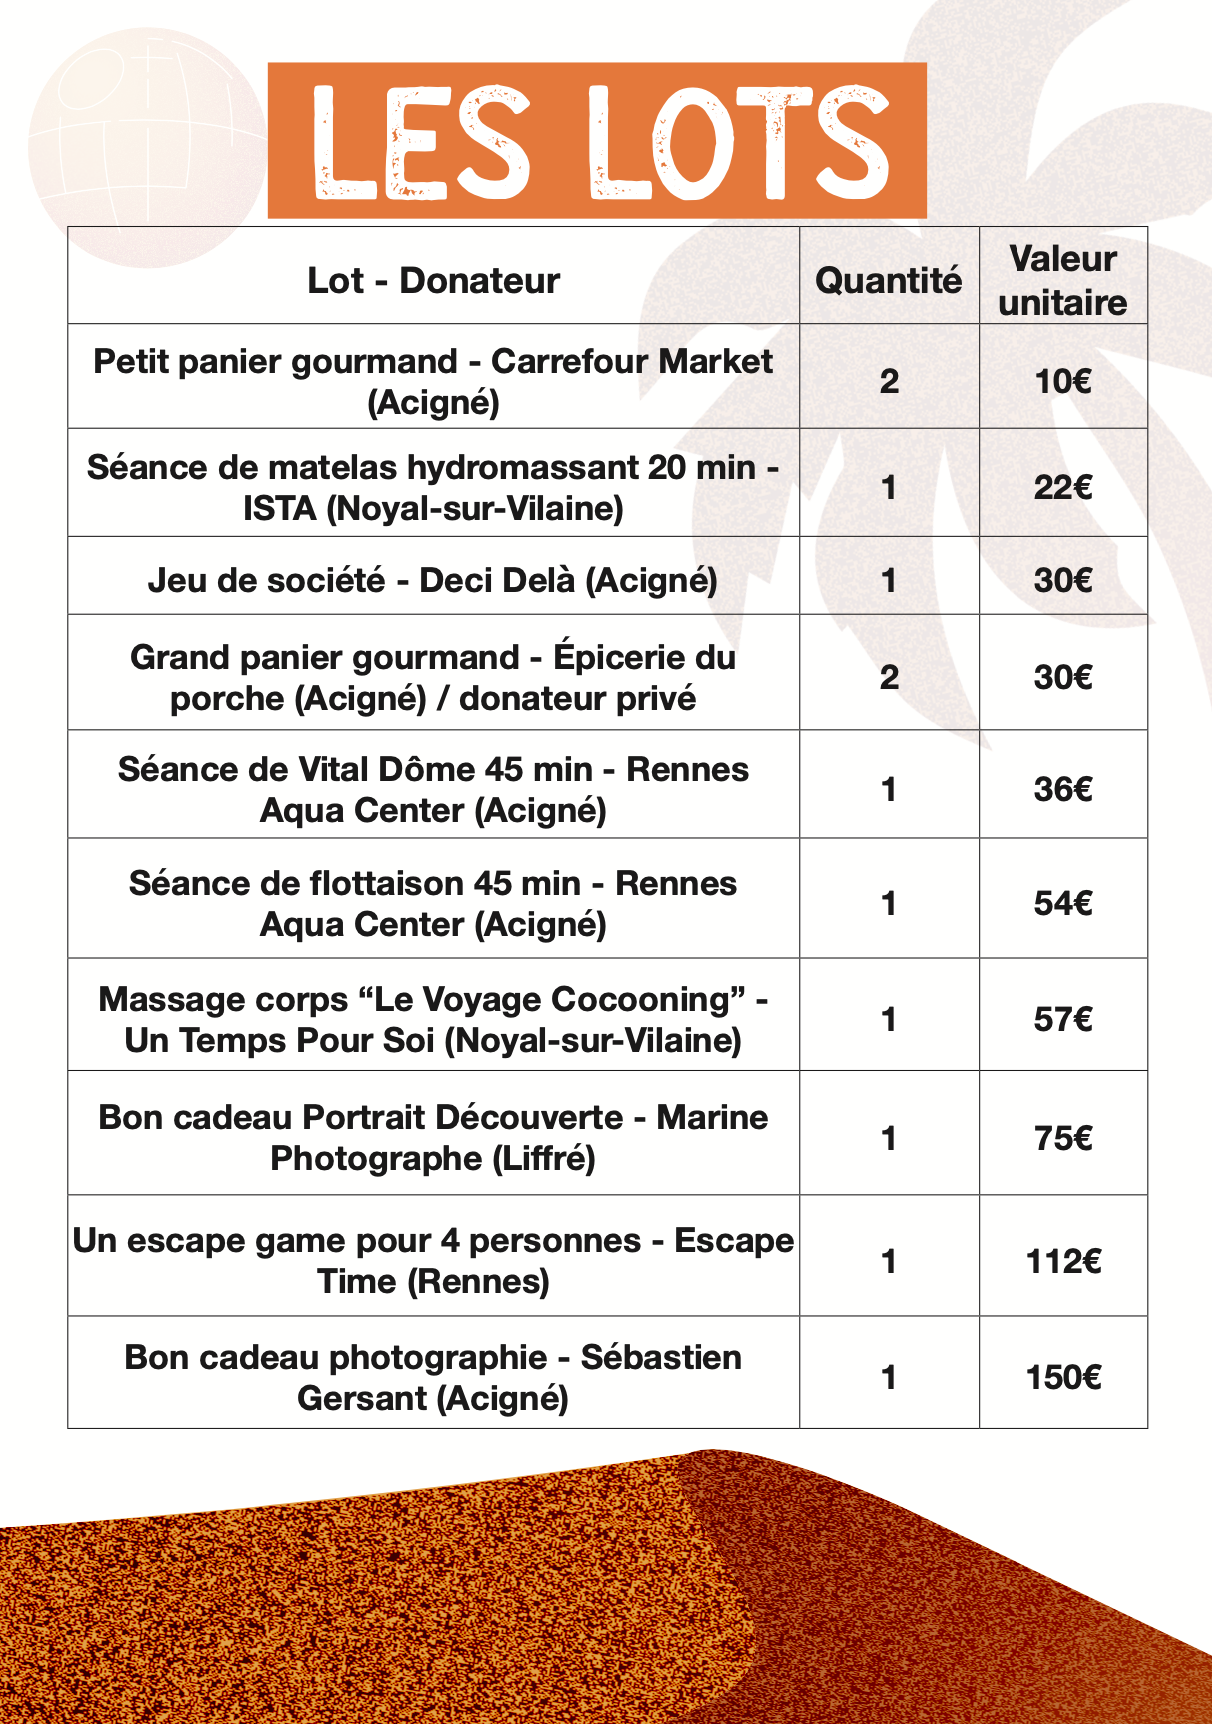 LES LOTS
Lot - Donateur
Quantité
Valeur
unitaire
Petit panier gourmand - Carrefour Market
(Acigné)
2
10€
Séance de matelas hydromassant 20 min -
ISTA (Noyal-sur-Vilaine)
1
22€
Jeu de société - Deci Delà (Acigné)
1
30€
Grand panier gourmand - Épicerie du
porche (Acigné) / donateur privé
2
30€
Séance de Vital Dôme 45 min - Rennes
Aqua Center (Acigné)
1
36€
Séance de flottaison 45 min - Rennes
Aqua Center (Acigné)
1
54€
Massage corps “Le Voyage Cocooning” -
Un Temps Pour Soi (Noyal-sur-Vilaine)
1
57€
Bon cadeau Portrait Découverte - Marine
Photographe (Liffré)
1
75€
Un escape game pour 4 personnes - Escape
Time (Rennes)
1
112€
Bon cadeau photographie - Sébastien
Gersant (Acigné)
1
150€